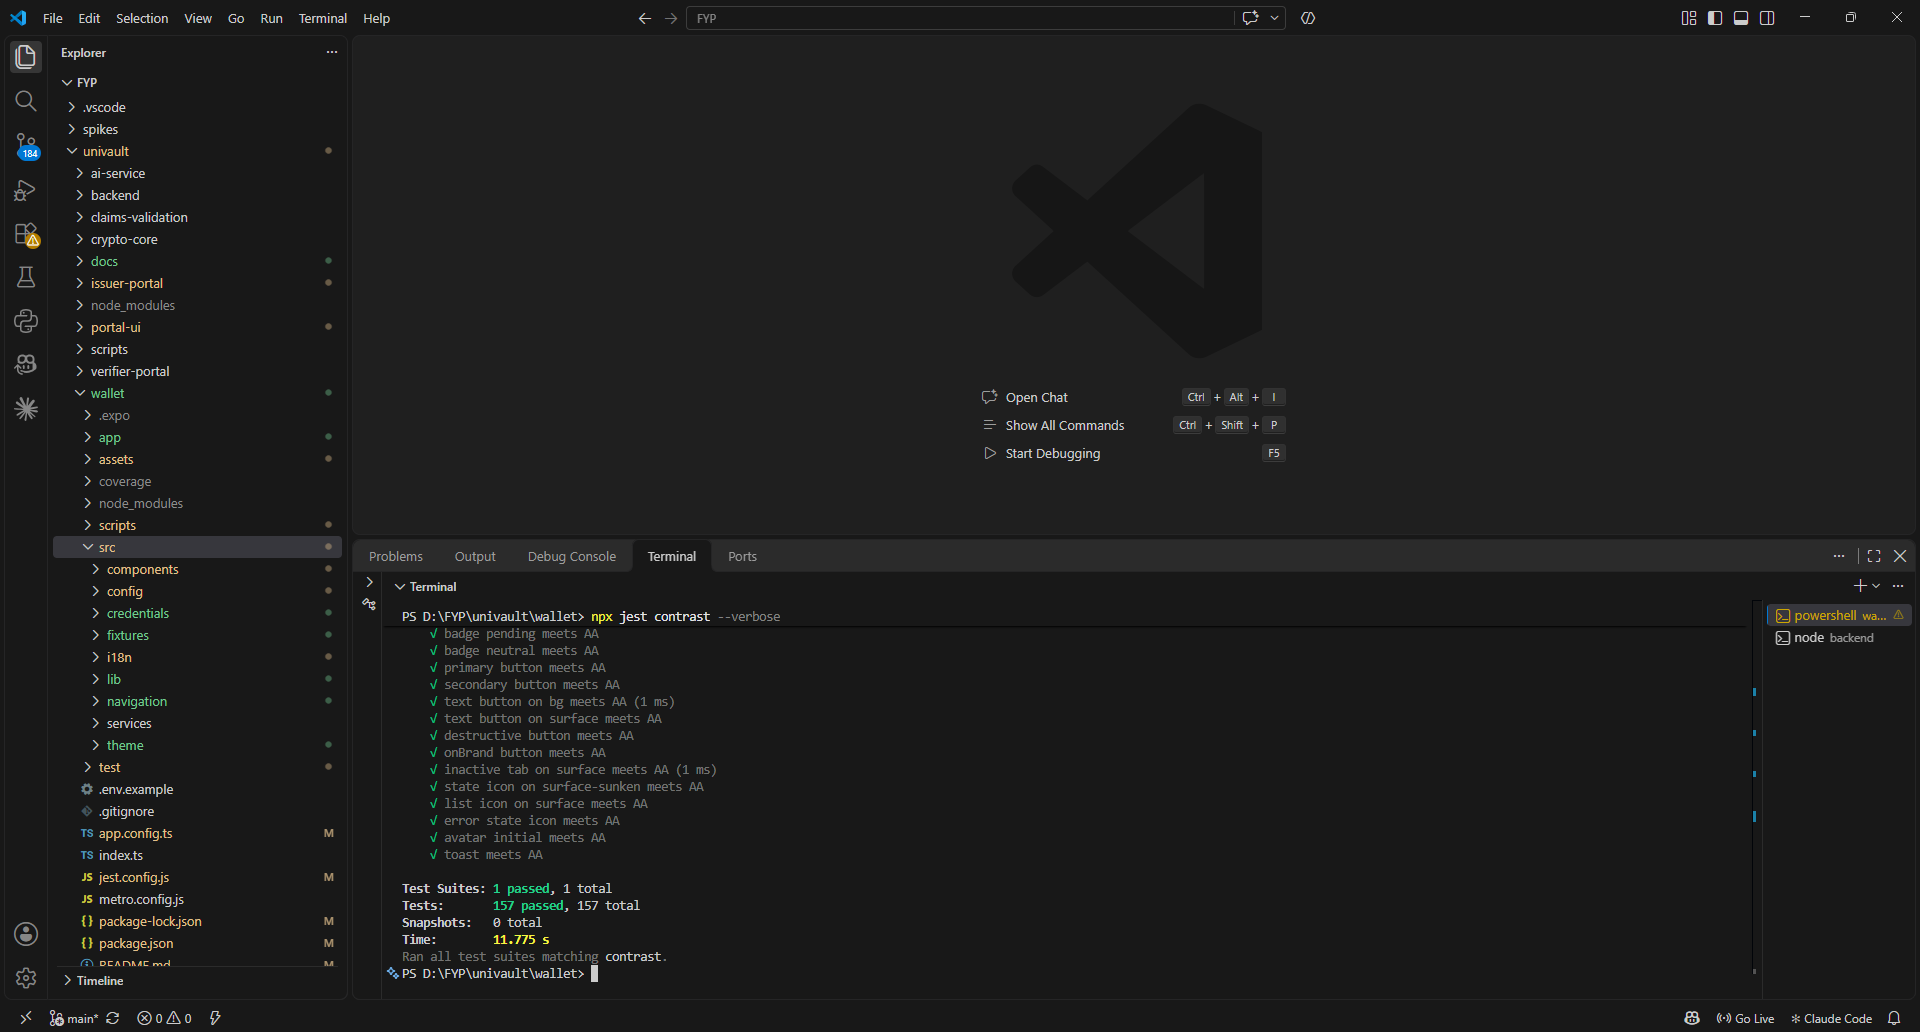 File Edit Selection View Go Run Terminal Help
FYP
Explorer
FYP
.vscode
spikes
univault
ai-service
backend
claims-validation
crypto-core
docs
issuer-portal
node_modules
portal-ui
scripts
verifier-portal
wallet
.expo
app
assets
coverage
node_modules
scripts
src
components
config
credentials
fixtures
i18n
lib
navigation
services
theme
test
.env.example
.gitignore
TS app.config.ts M
TS index.ts
JS jest.config.js M
JS metro.config.js
{} package-lock.json M
{} package.json M
README.md M
Timeline
184
Open Chat Ctrl + Alt + I
Show All Commands Ctrl + Shift + P
Start Debugging F5
Problems Output Debug Console Terminal Ports
Terminal
PS D:\FYP\univault\wallet> npx jest contrast --verbose
√ badge pending meets AA
√ badge neutral meets AA
√ primary button meets AA
√ secondary button meets AA
√ text button on bg meets AA (1 ms)
√ text button on surface meets AA
√ destructive button meets AA
√ onBrand button meets AA
√ inactive tab on surface meets AA (1 ms)
√ state icon on surface-sunken meets AA
√ list icon on surface meets AA
√ error state icon meets AA
√ avatar initial meets AA
√ toast meets AA
Test Suites: 1 passed, 1 total
Tests: 157 passed, 157 total
Snapshots: 0 total
Time: 11.775 s
Ran all test suites matching contrast.
PS D:\FYP\univault\wallet>
powershell wa...
node backend
main* 0 0
Go Live Claude Code